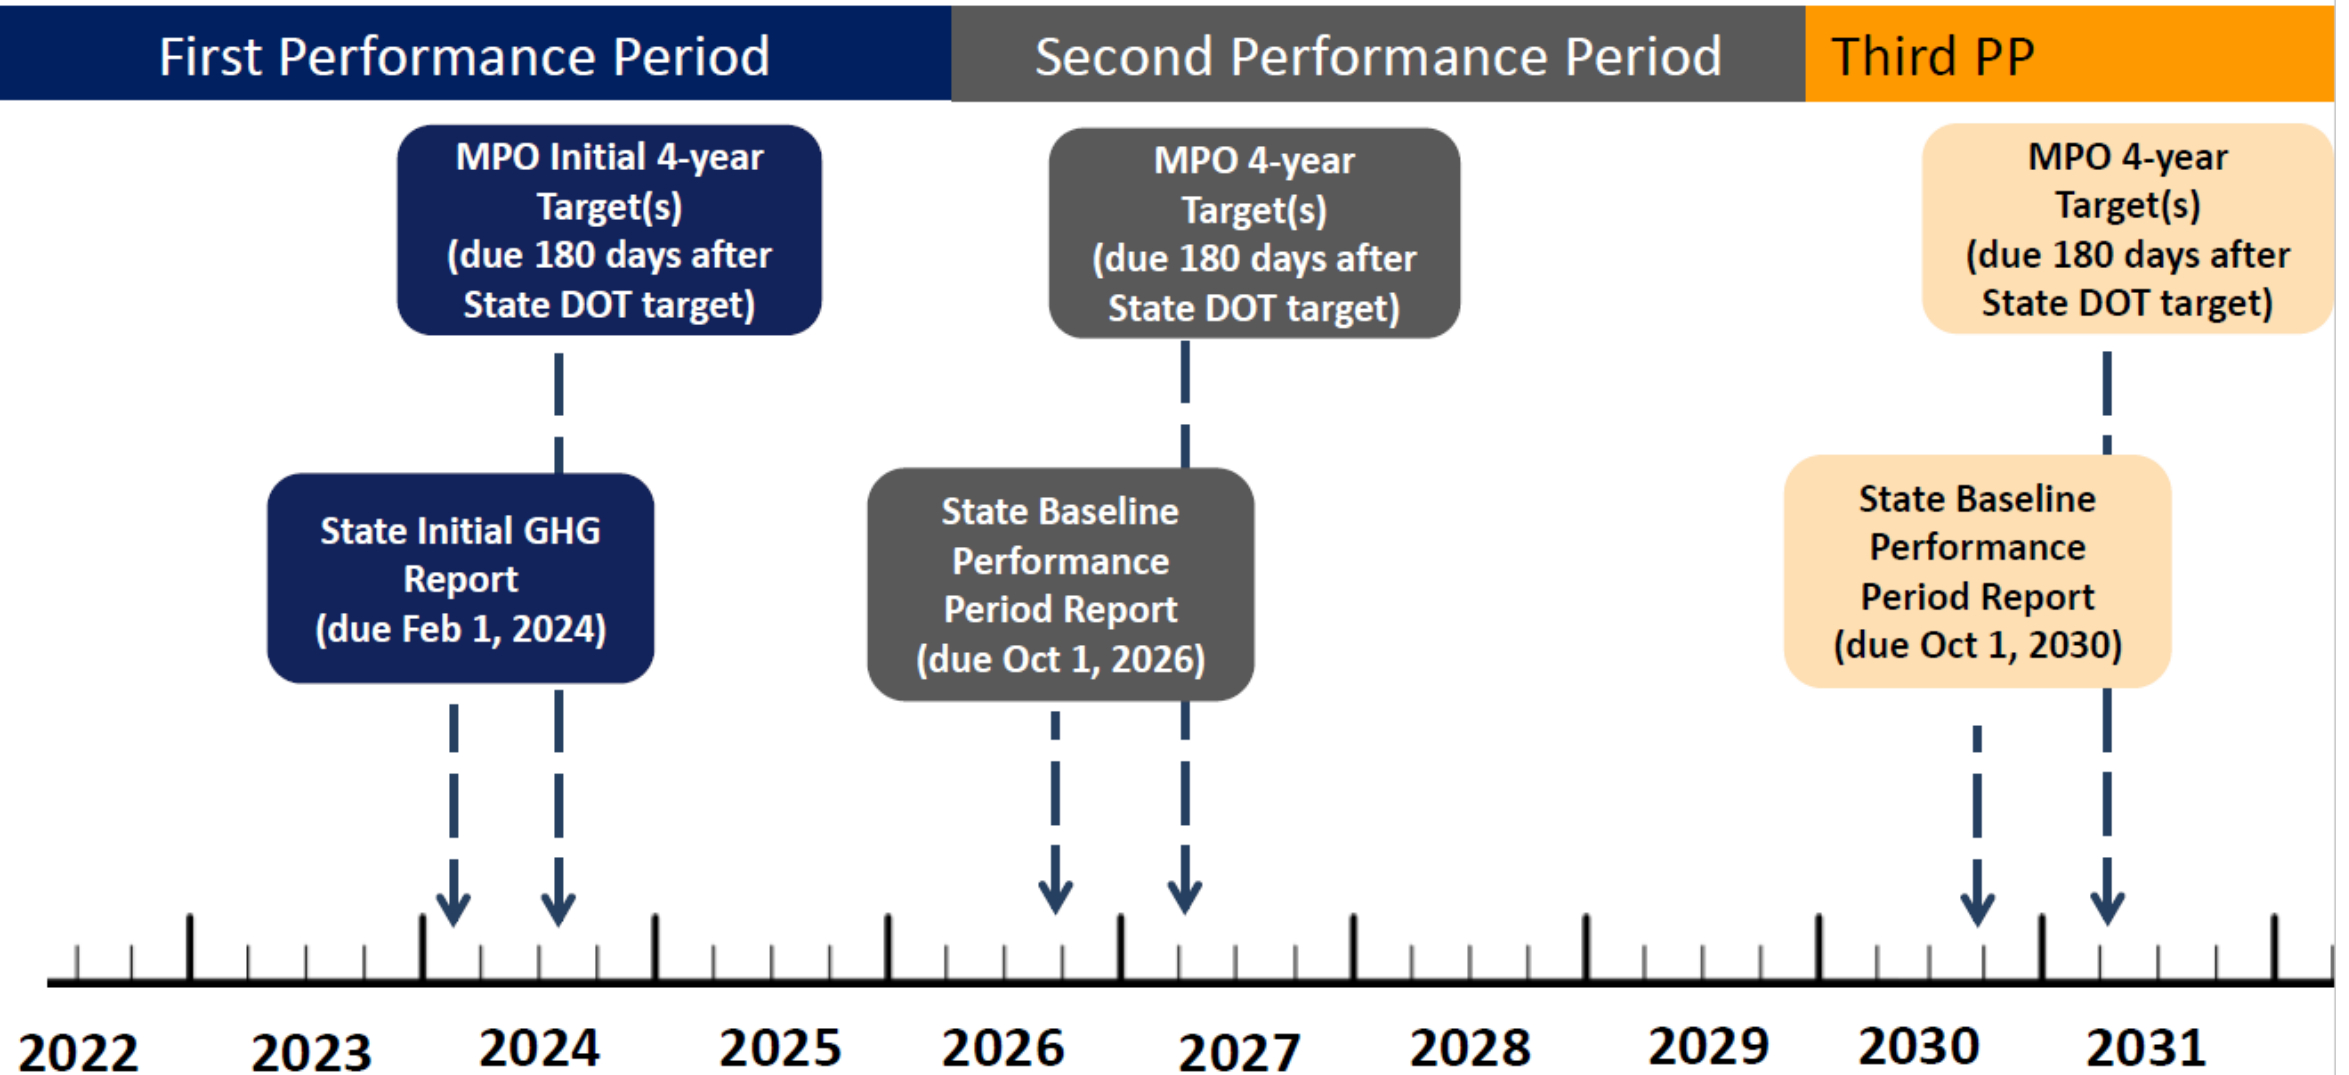 First Performance Period
Second Performance Period
Third PP
MPO Initial 4-year
Target(s)
(due 180 days after
State DOT target)
MPO 4-year
Target(s)
(due 180 days after
State DOT target)
MPO 4-year
Target(s)
(due 180 days after
State DOT target)
State Initial GHG
Report
(due Feb 1, 2024)
State Baseline
Performance
Period Report
(due Oct 1, 2026)
State Baseline
Performance
Period Report
(due Oct 1, 2030)
2022
2023
2024
2025
2026
2027
2028
2029
2030
2031